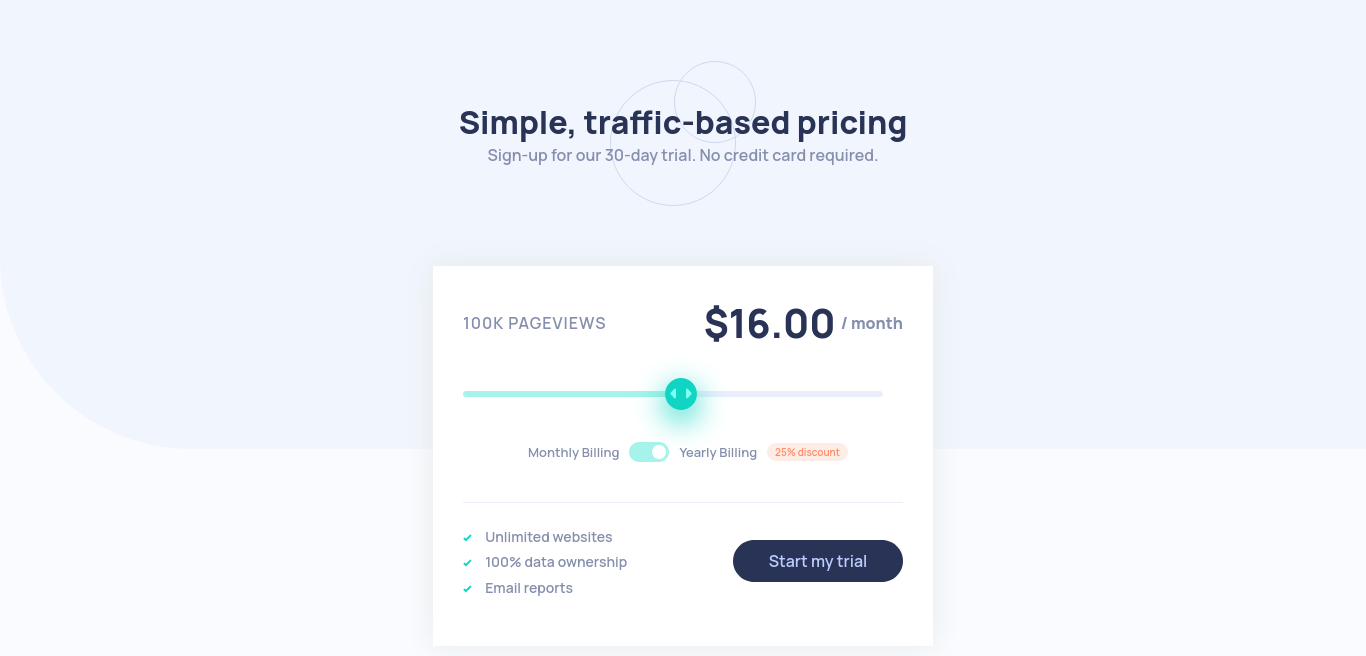 Simple, traffic-based pricing
Sign-up for our 30-day trial. No credit card required.
100K PAGEVIEWS
$16.00 / month
Monthly Billing
Yearly Billing
25% discount
Unlimited websites
100% data ownership
Email reports
Start my trial